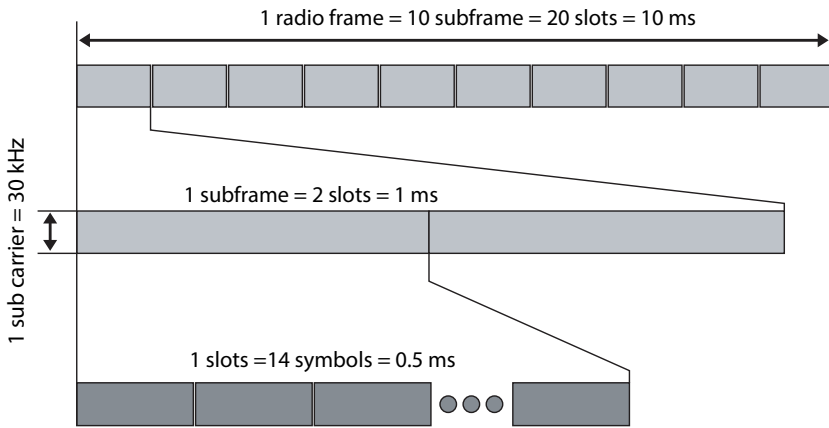 1 radio frame = 10 subframe = 20 slots = 10 ms
1 sub carrier = 30 kHz
1 subframe = 2 slots = 1 ms
1 slots =14 symbols = 0.5 ms